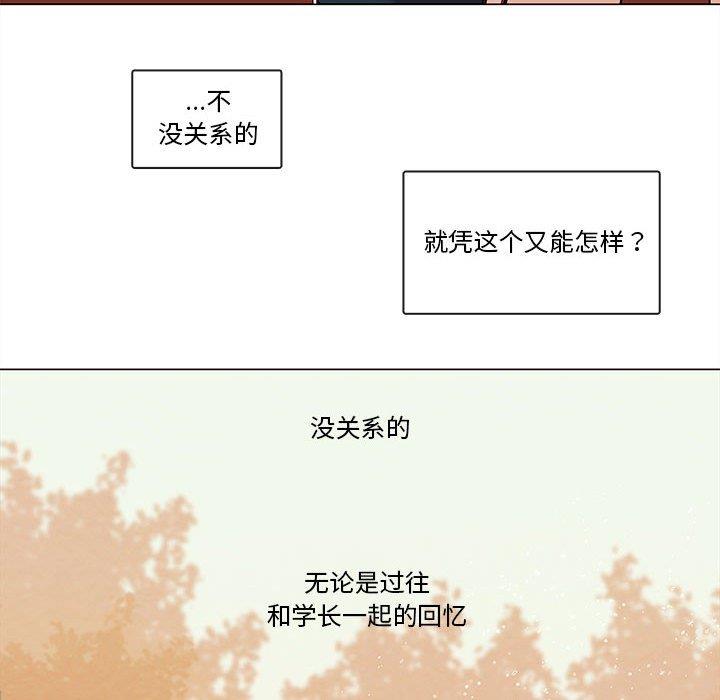 ...不
没关系的
就凭这个又能怎样？
没关系的
无论是过往
和学长一起的回忆